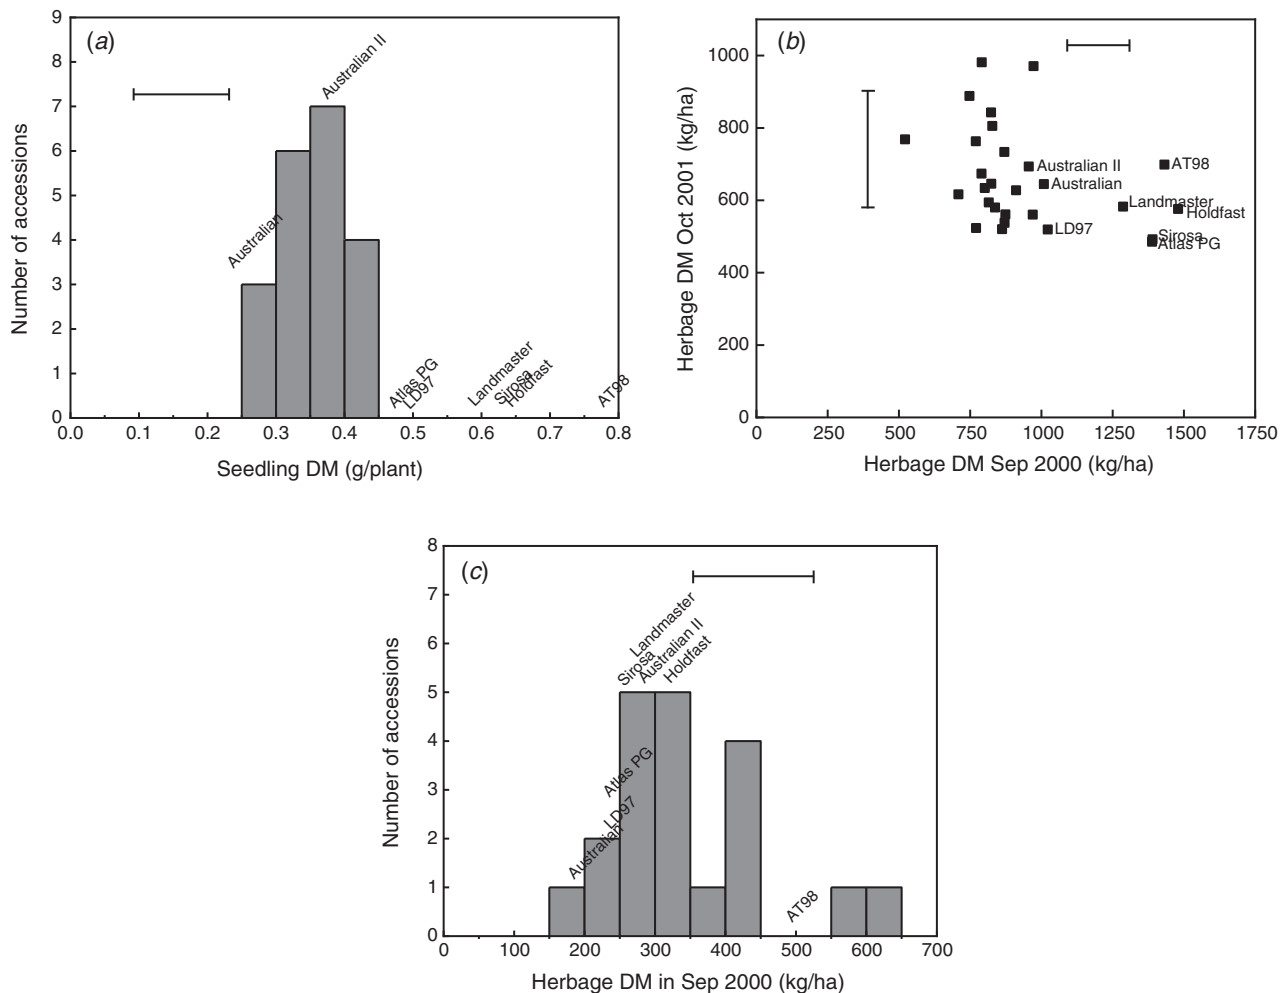 (a)
Number of accessions
9
8
7
6
5
4
3
2
1
0
Australian
Australian II
Atlas PG
LD97
Landmaster
Sirosa
Holdfast
AT98
0.0 0.1 0.2 0.3 0.4 0.5 0.6 0.7 0.8
Seedling DM (g/plant)
(b)
Herbage DM Oct 2001 (kg/ha)
1000
800
600
400
200
0
Australian II
AT98
Australian
Landmaster
Holdfast
LD97
Sirosa
Atlas PG
0 250 500 750 1000 1250 1500 1750
Herbage DM Sep 2000 (kg/ha)
(c)
Number of accessions
8
7
6
5
4
3
2
1
0
Landmaster
Sirosa
Australian II
Holdfast
Atlas PG
LD97
Australian
AT98
0 100 200 300 400 500 600 700
Herbage DM in Sep 2000 (kg/ha)